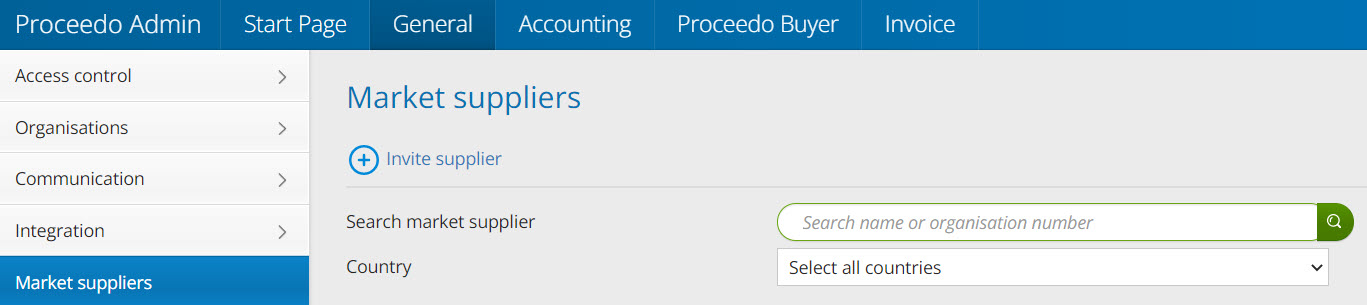 Proceedo Admin Start Page General Accounting Proceedo Buyer Invoice
Access control
Organisations
Communication
Integration
Market suppliers
Market suppliers
Invite supplier
Search market supplier Search name or organisation number
Country Select all countries